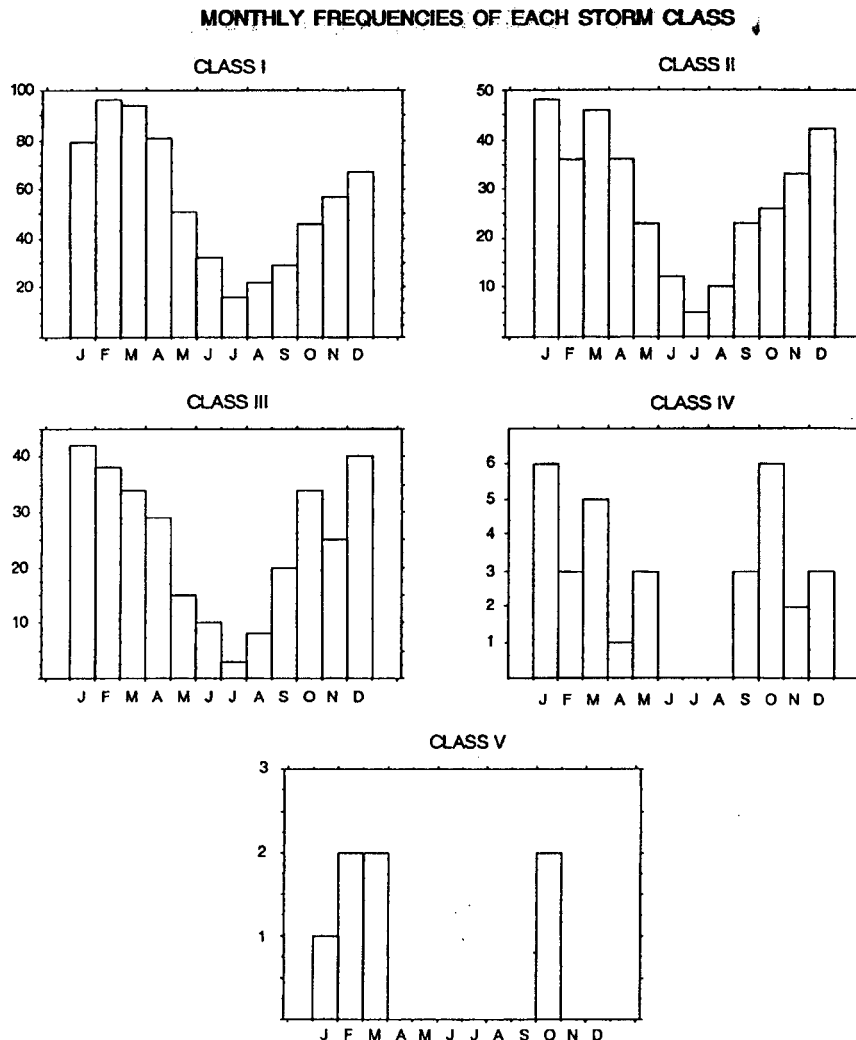 MONTHLY FREQUENCIES OF EACH STORM CLASS
CLASS I
100
80
60
40
20
J F M A M J J A S O N D
CLASS II
50
40
30
20
10
J F M A M J J A S O N D
CLASS III
40
30
20
10
J F M A M J J A S O N D
CLASS IV
6
5
4
3
2
1
J F M A M J J A S O N D
CLASS V
3
2
1
J F M A M J J A S O N D